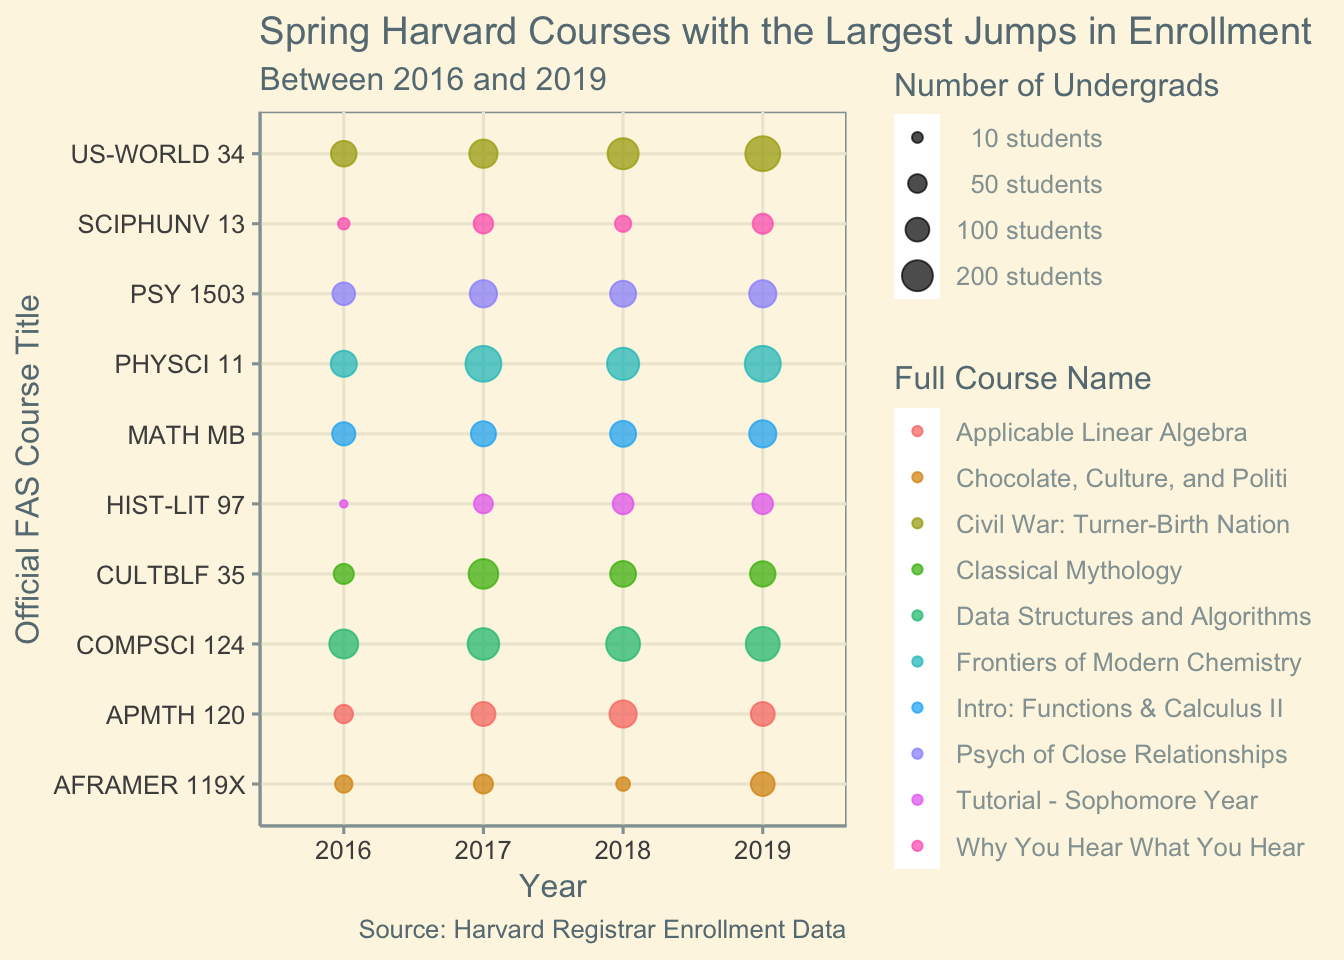 Spring Harvard Courses with the Largest Jumps in Enrollment
Between 2016 and 2019
Official FAS Course Title
US-WORLD 34
SCIPHUNV 13
PSY 1503
PHYSCI 11
MATH MB
HIST-LIT 97
CULTBLF 35
COMPSCI 124
APMTH 120
AFRAMER 119X
2016 2017 2018 2019
Year
Source: Harvard Registrar Enrollment Data
Number of Undergrads
10 students
50 students
100 students
200 students
Full Course Name
Applicable Linear Algebra
Chocolate, Culture, and Politi
Civil War: Turner-Birth Nation
Classical Mythology
Data Structures and Algorithms
Frontiers of Modern Chemistry
Intro: Functions & Calculus II
Psych of Close Relationships
Tutorial - Sophomore Year
Why You Hear What You Hear